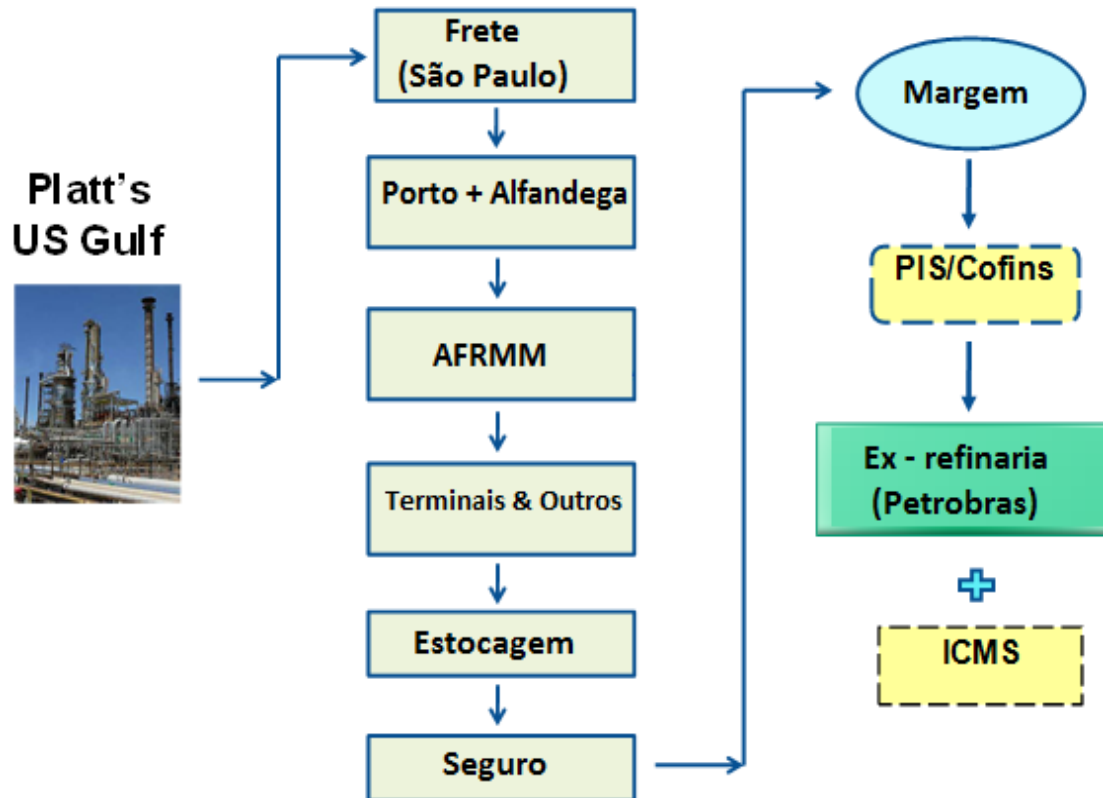 Platt's
US Gulf
Frete
(São Paulo)
Porto + Alfandega
AFRMM
Terminais & Outros
Estocagem
Seguro
Margem
PIS/Cofins
Ex - refinaria
(Petrobras)
ICMS